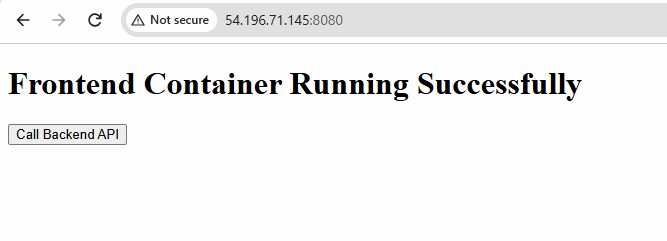 Not secure 54.196.71.145:8080
Frontend Container Running Successfully
Call Backend API